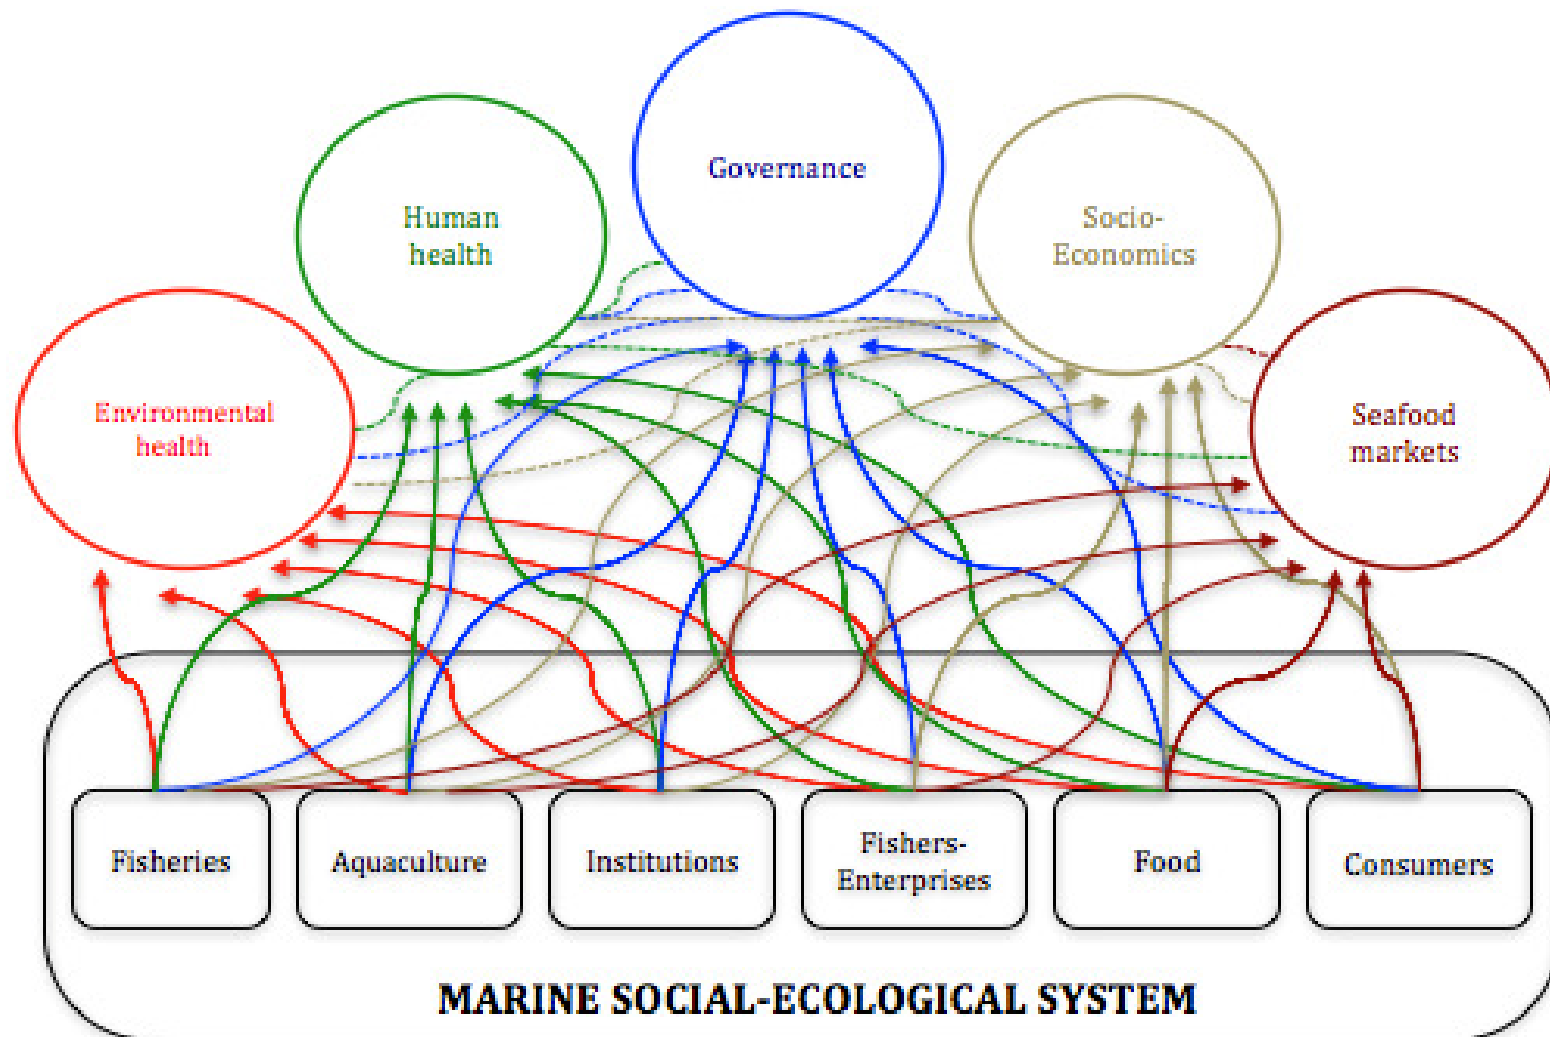 Governance
Human
health
Socio-
Economics
Environmental
health
Seafood
markets
Fisheries
Aquaculture
Institutions
Fishers-
Enterprises
Food
Consumers
MARINE SOCIAL-ECOLOGICAL SYSTEM